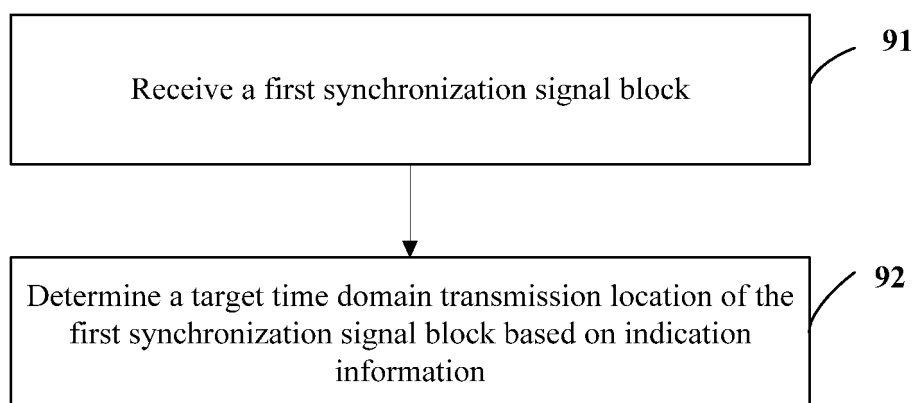 91
Receive a first synchronization signal block
92
Determine a target time domain transmission location of the
first synchronization signal block based on indication
information